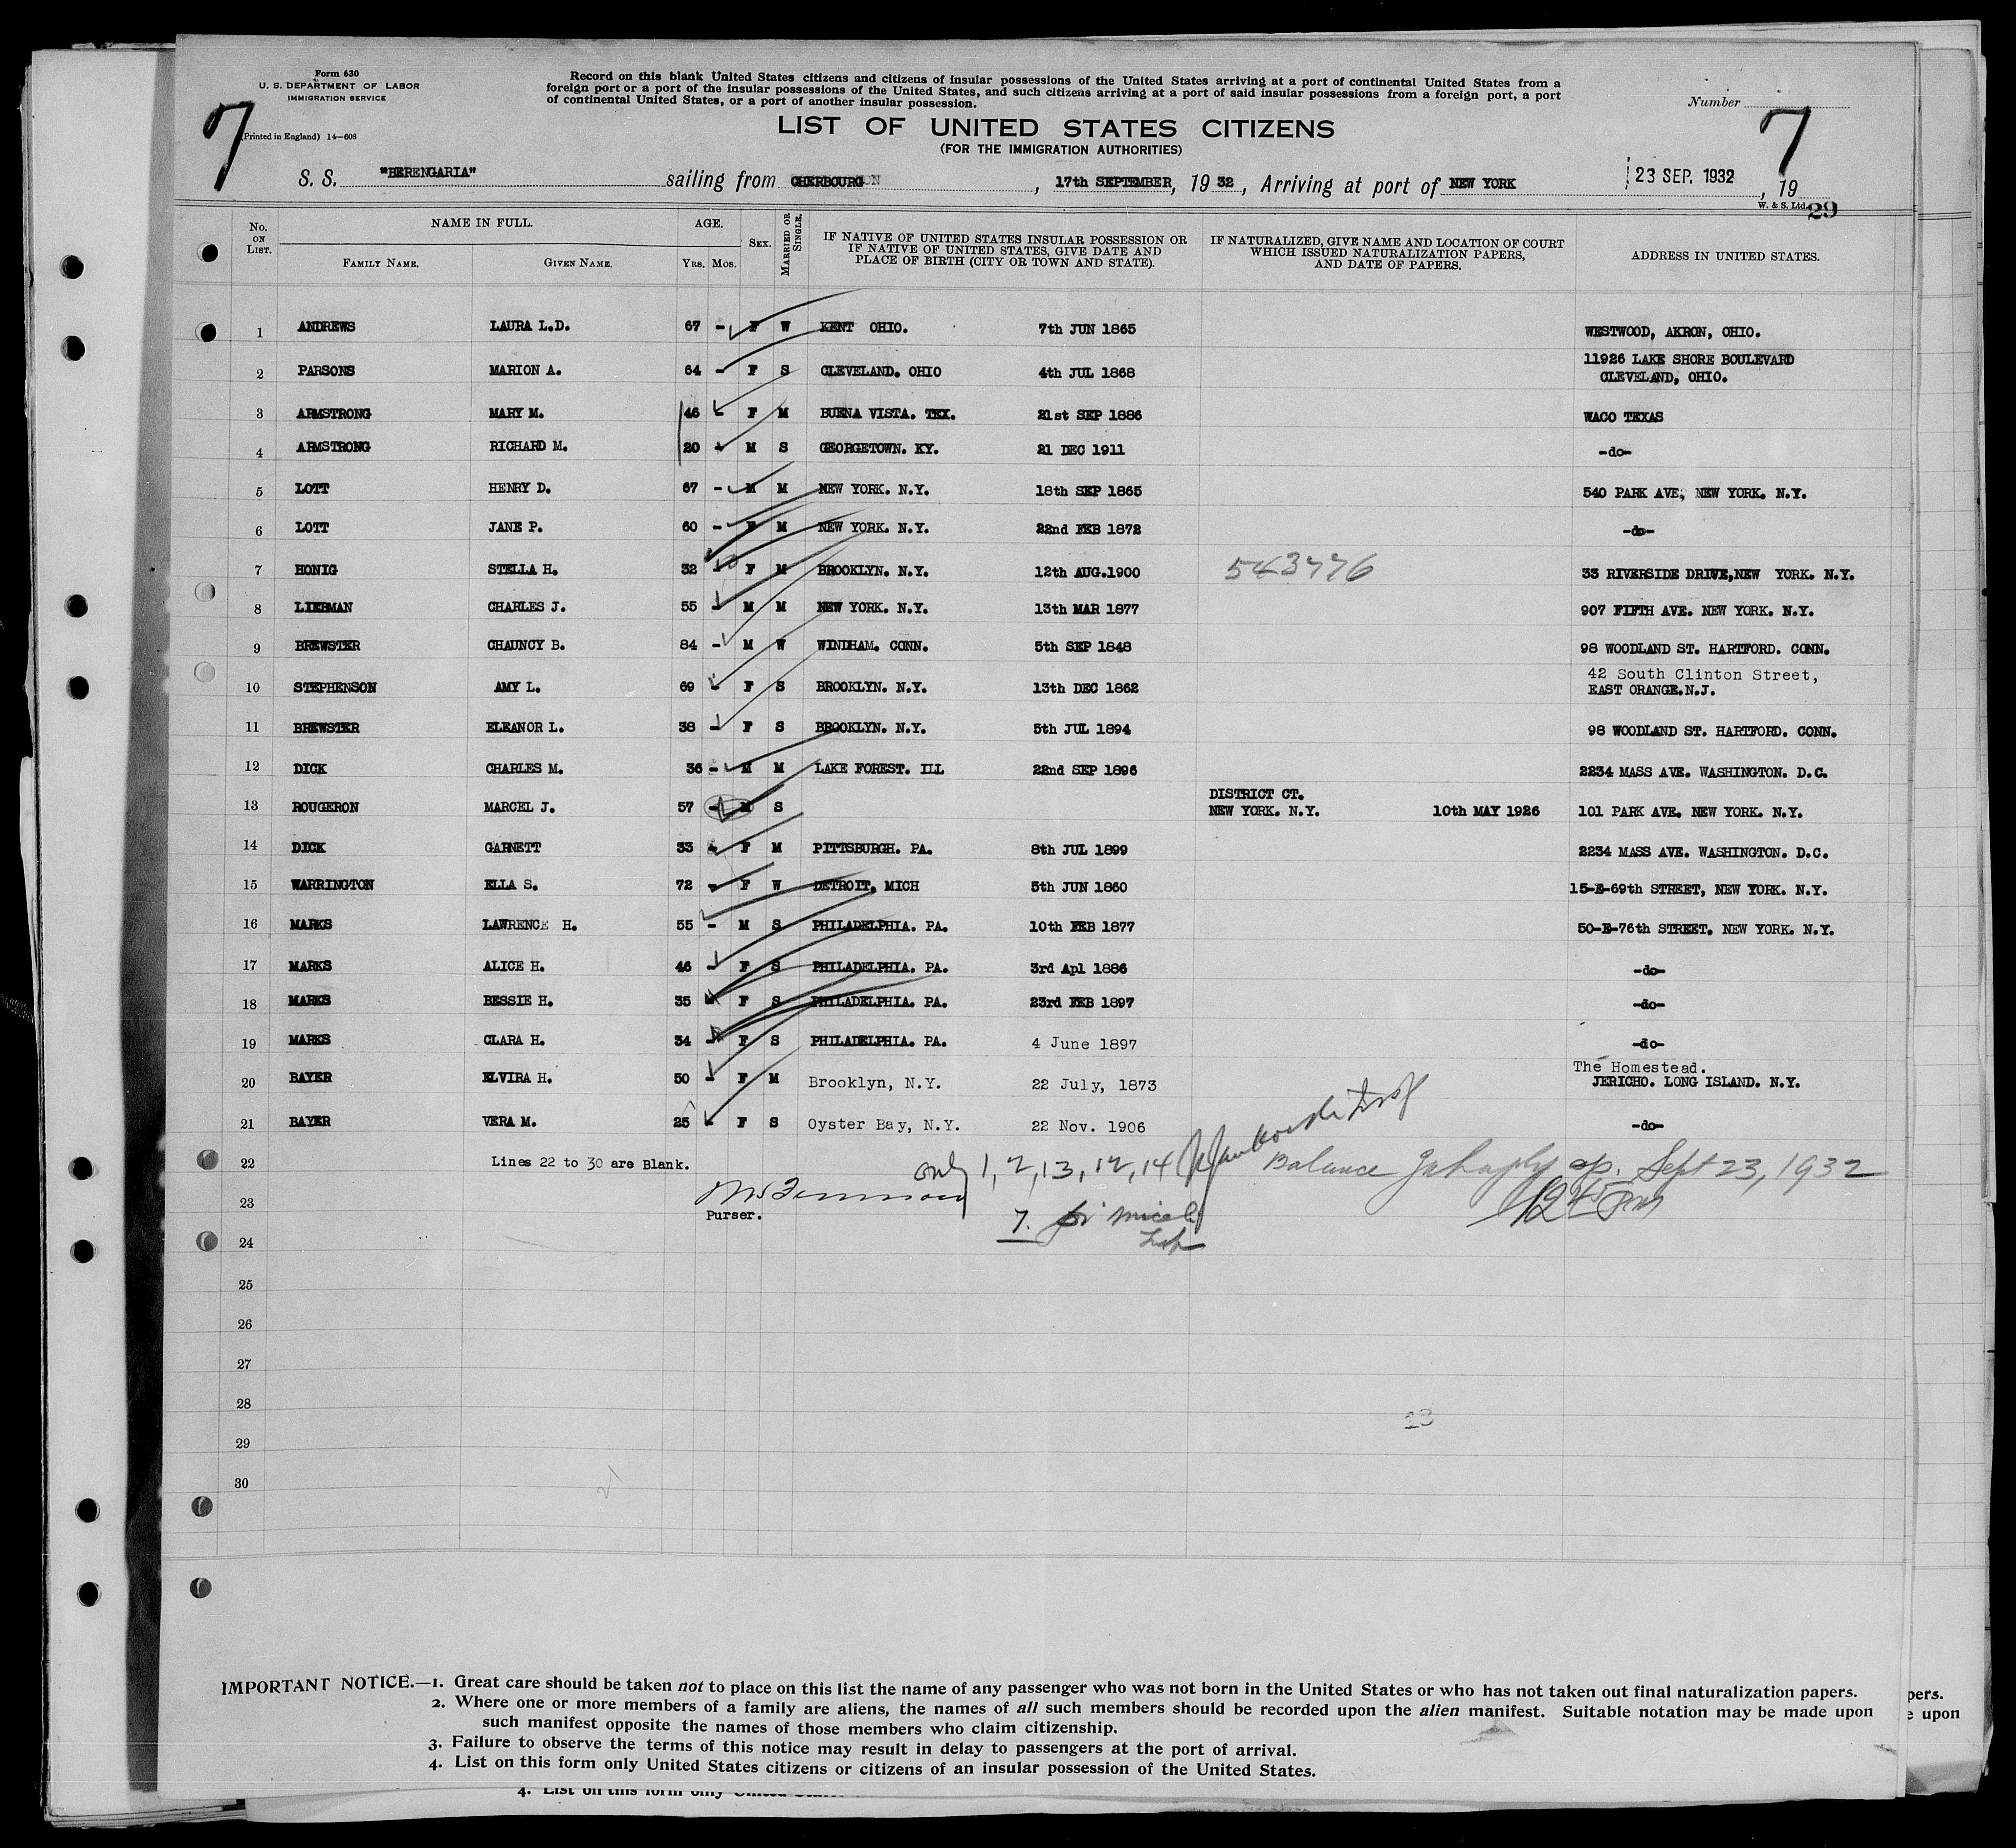 Form 630
U. S. DEPARTMENT OF LABOR
IMMIGRATION SERVICE
(Printed in England) 14—608
7
Record on this blank United States citizens and citizens of insular possessions of the United States arriving at a port of continental United States from a
foreign port or a port of the insular possessions of the United States, and such citizens arriving at a port of said insular possessions from a foreign port, a port
of continental United States, or a port of another insular possession.
Number
7
LIST OF UNITED STATES CITIZENS
(FOR THE IMMIGRATION AUTHORITIES)
S. S. "BERENGARIA" sailing from CHERBOURG, 17th SEPTEMBER, 19 32, Arriving at port of NEW YORK 23 SEP. 1932, 19
W. & S. Ltd.
29
No. ON LIST. NAME IN FULL. AGE. SEX. MARRIED OR SINGLE. IF NATIVE OF UNITED STATES INSULAR POSSESSION OR IF NATIVE OF UNITED STATES, GIVE DATE AND PLACE OF BIRTH (CITY OR TOWN AND STATE). IF NATURALIZED, GIVE NAME AND LOCATION OF COURT WHICH ISSUED NATURALIZATION PAPERS, AND DATE OF PAPERS. ADDRESS IN UNITED STATES.
FAMILY NAME. GIVEN NAME. YRS. MOS.
1 ANDREWS LAURA L.D. 67 - F W KENT OHIO. 7th JUN 1865 WESTWOOD, AKRON, OHIO.
2 PARSONS MARION A. 64 - F S CLEVELAND. OHIO 4th JUL 1868 11926 LAKE SHORE BOULEVARD
CLEVELAND, OHIO.
3 ARMSTRONG MARY M. 46 - F M BUENA VISTA. TEX. 21st SEP 1886 WACO TEXAS
4 ARMSTRONG RICHARD M. 20 - M S GEORGETOWN. KY. 21 DEC 1911 -do-
5 LOTT HENRY D. 67 - M M NEW YORK. N.Y. 18th SEP 1865 540 PARK AVE, NEW YORK. N.Y.
6 LOTT JANE P. 60 - F M NEW YORK. N.Y. 22nd FEB 1872 -do-
7 HONIG STELLA H. 32 - F M BROOKLYN. N.Y. 12th AUG.1900 543776 33 RIVERSIDE DRIVE,NEW YORK. N.Y.
8 LIEBMAN CHARLES J. 55 - M M NEW YORK. N.Y. 13th MAR 1877 907 FIFTH AVE. NEW YORK. N.Y.
9 BREWSTER CHAUNCY B. 84 - M W WINDHAM. CONN. 5th SEP 1848 98 WOODLAND ST. HARTFORD. CONN.
10 STEPHENSON AMY L. 69 - F S BROOKLYN. N.Y. 13th DEC 1862 42 South Clinton Street,
EAST ORANGE.N.J.
11 BREWSTER ELEANOR L. 38 - F S BROOKLYN. N.Y. 5th JUL 1894 98 WOODLAND ST. HARTFORD. CONN.
12 DICK CHARLES M. 36 - M M LAKE FOREST. ILL 22nd SEP 1896 2234 MASS AVE. WASHINGTON. D.C.
13 ROUGERON MARCEL J. 57 - M S DISTRICT CT.
NEW YORK. N.Y. 10th MAY 1926 101 PARK AVE. NEW YORK. N.Y.
14 DICK GARNETT 33 - F M PITTSBURGH. PA. 8th JUL 1899 2234 MASS AVE. WASHINGTON. D.C.
15 WARRINGTON ELLA S. 72 - F W DETROIT. MICH 5th JUN 1860 15-E-69th STREET, NEW YORK. N.Y.
16 MARKS LAWRENCE H. 55 - M S PHILADELPHIA. PA. 10th FEB 1877 50-E-76th STREET. NEW YORK. N.Y.
17 MARKS ALICE H. 46 - F S PHILADELPHIA. PA. 3rd Apl 1886 -do-
18 MARKS BESSIE H. 35 F S PHILADELPHIA. PA. 23rd FEB 1897 -do-
19 MARKS CLARA H. 34 - F S PHILADELPHIA. PA. 4 June 1897 -do-
20 BAYER ELVIRA H. 50 - F M Brooklyn, N.Y. 22 July, 1873 The Homestead.
JERICHO. LONG ISLAND. N.Y.
21 BAYER VERA M. 25 - F S Oyster Bay, N.Y. 22 Nov. 1906 -do-
22 Lines 22 to 30 are Blank. only 1, 2, 13, 12, 14 Balance Sept 23, 1932
23 Purser. 7. 12 45 pm
24
25
26
27
28
18
29
30
IMPORTANT NOTICE.—1. Great care should be taken not to place on this list the name of any passenger who was not born in the United States or who has not taken out final naturalization papers.
2. Where one or more members of a family are aliens, the names of all such members should be recorded upon the alien manifest. Suitable notation may be made upon
such manifest opposite the names of those members who claim citizenship.
3. Failure to observe the terms of this notice may result in delay to passengers at the port of arrival.
4. List on this form only United States citizens or citizens of an insular possession of the United States.
pers.
e upon
4. List on this form only United